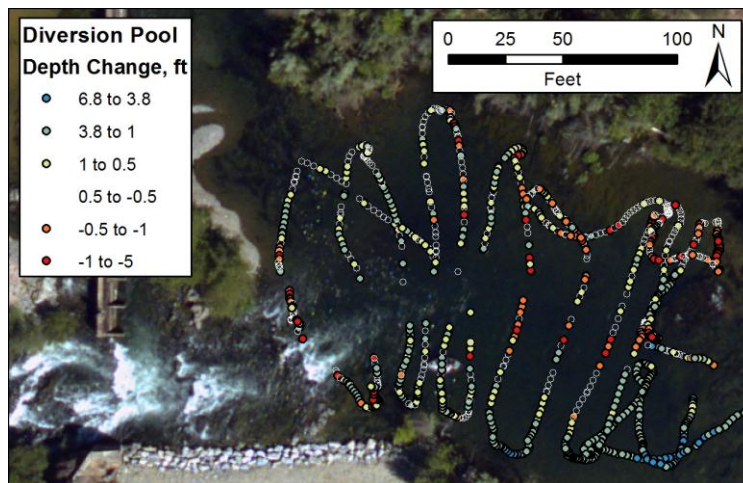 Diversion Pool
Depth Change, ft
6.8 to 3.8
3.8 to 1
1 to 0.5
0.5 to -0.5
-0.5 to -1
-1 to -5
0 25 50 100
Feet
N